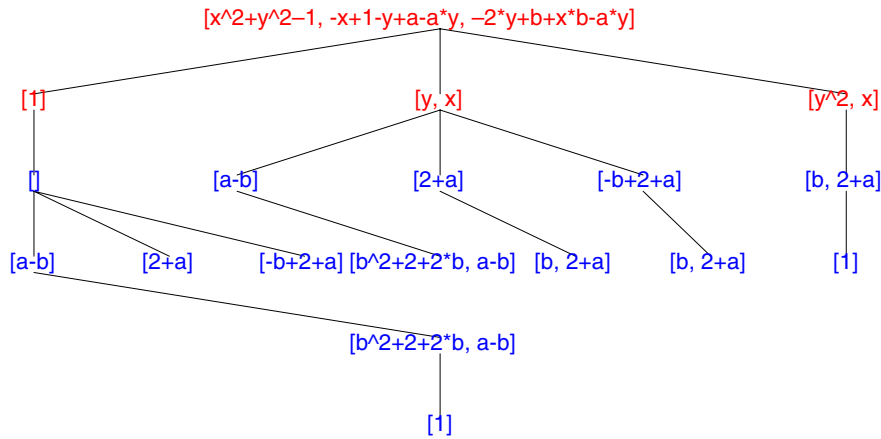 [x^2+y^2–1, -x+1-y+a-a*y, –2*y+b+x*b-a*y]
[1] [y, x] [y^2, x]
[] [a-b] [2+a] [-b+2+a] [b, 2+a]
[a-b] [2+a] [-b+2+a] [b^2+2+2*b, a-b] [b, 2+a] [b, 2+a] [1]
[b^2+2+2*b, a-b]
[1]